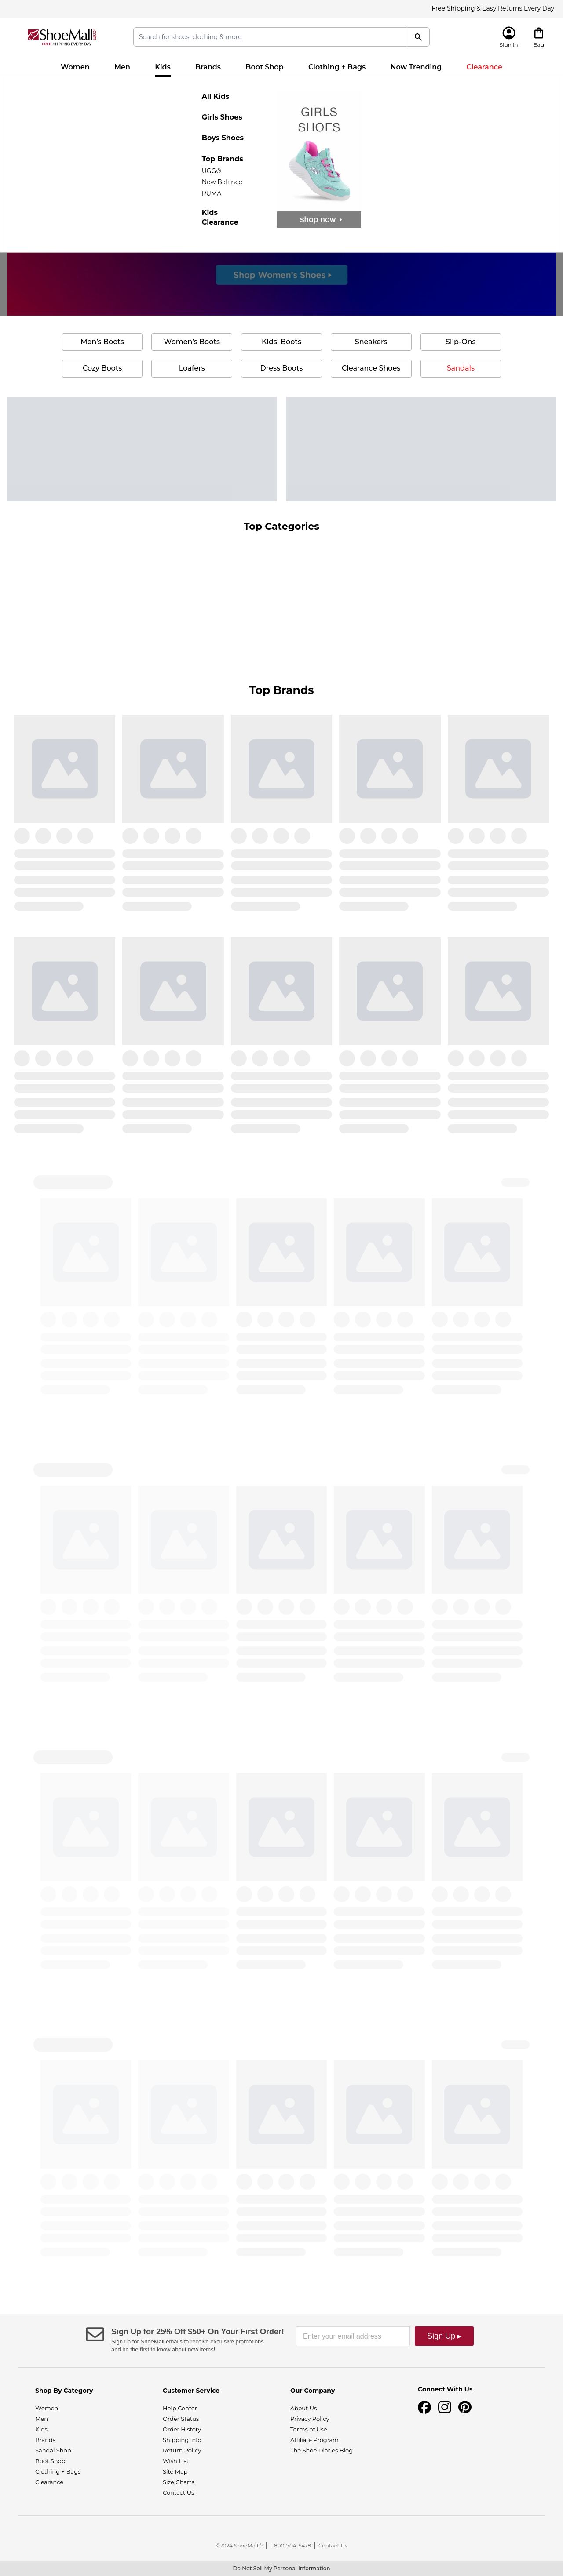 Free Shipping & Easy Returns Every Day
ShoeMall
FREE SHIPPING EVERY DAY
Search for shoes, clothing & more
Sign In
Bag
Women Men Kids Brands Boot Shop Clothing + Bags Now Trending Clearance
All Kids
Girls Shoes
Boys Shoes
Top Brands
UGG®
New Balance
PUMA
Kids
Clearance
GIRLS
SHOES
shop now
Shop Women's Shoes
Men's Boots Women's Boots Kids' Boots Sneakers Slip-Ons
Cozy Boots Loafers Dress Boots Clearance Shoes Sandals
Top Categories
Top Brands
Sign Up for 25% Off $50+ On Your First Order!
Sign up for ShoeMall emails to receive exclusive promotions
and be the first to know about new items!
Enter your email address
Sign Up ▸
Shop By Category
Women
Men
Kids
Brands
Sandal Shop
Boot Shop
Clothing + Bags
Clearance
Customer Service
Help Center
Order Status
Order History
Shipping Info
Return Policy
Wish List
Site Map
Size Charts
Contact Us
Our Company
About Us
Privacy Policy
Terms of Use
Affiliate Program
The Shoe Diaries Blog
Connect With Us
©2024 ShoeMall® | 1-800-704-5478 | Contact Us
Do Not Sell My Personal Information